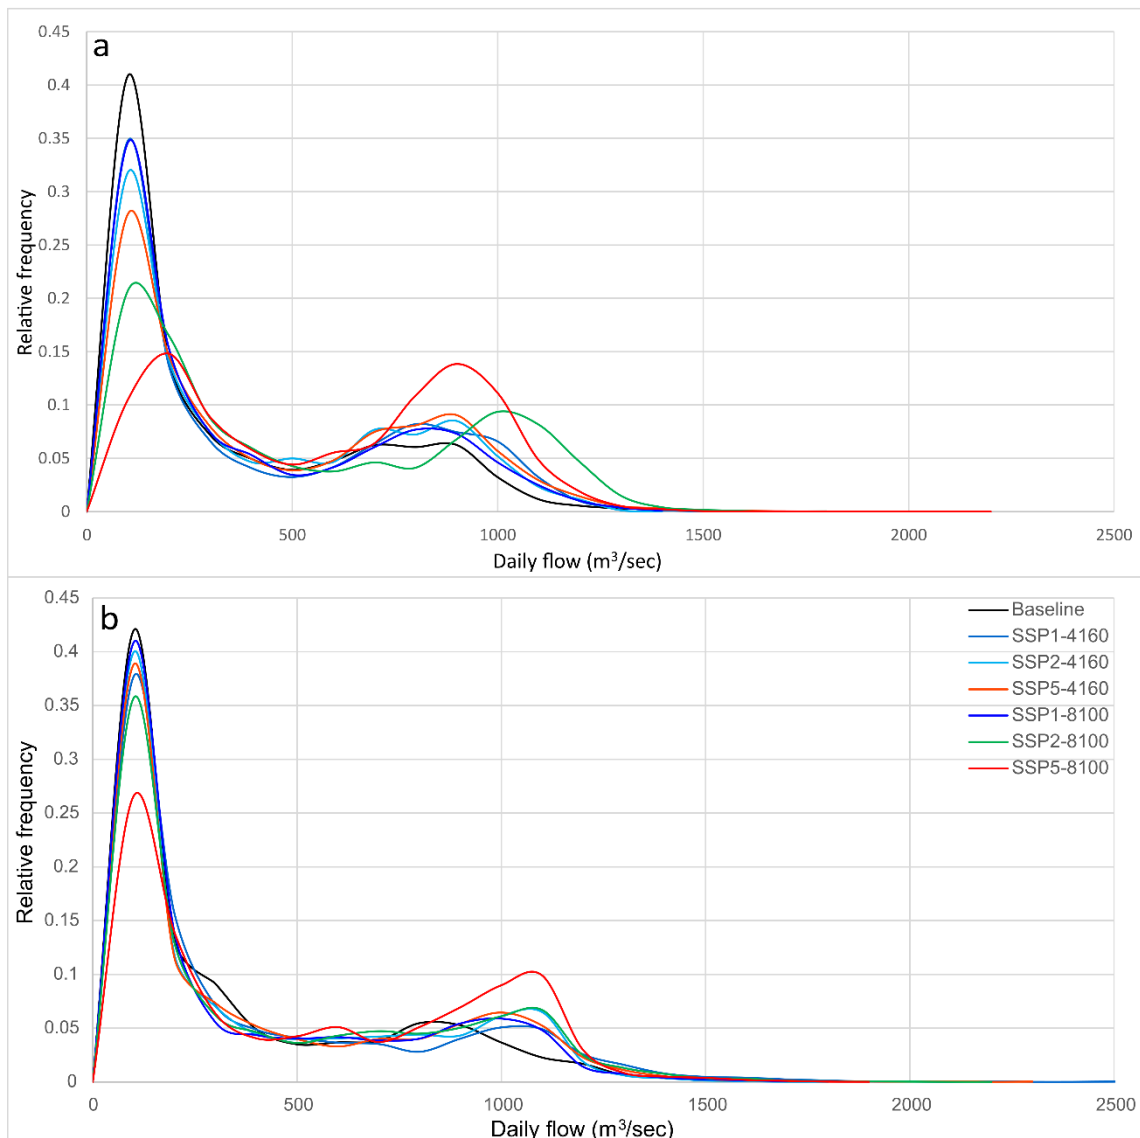 a
0.45
0.4
0.35
0.3
0.25
0.2
0.15
0.1
0.05
0
Relative frequency
0 500 1000 1500 2000 2500
Daily flow (m³/sec)
b
0.45
0.4
0.35
0.3
0.25
0.2
0.15
0.1
0.05
0
Relative frequency
Baseline
SSP1-4160
SSP2-4160
SSP5-4160
SSP1-8100
SSP2-8100
SSP5-8100
0 500 1000 1500 2000 2500
Daily flow (m³/sec)